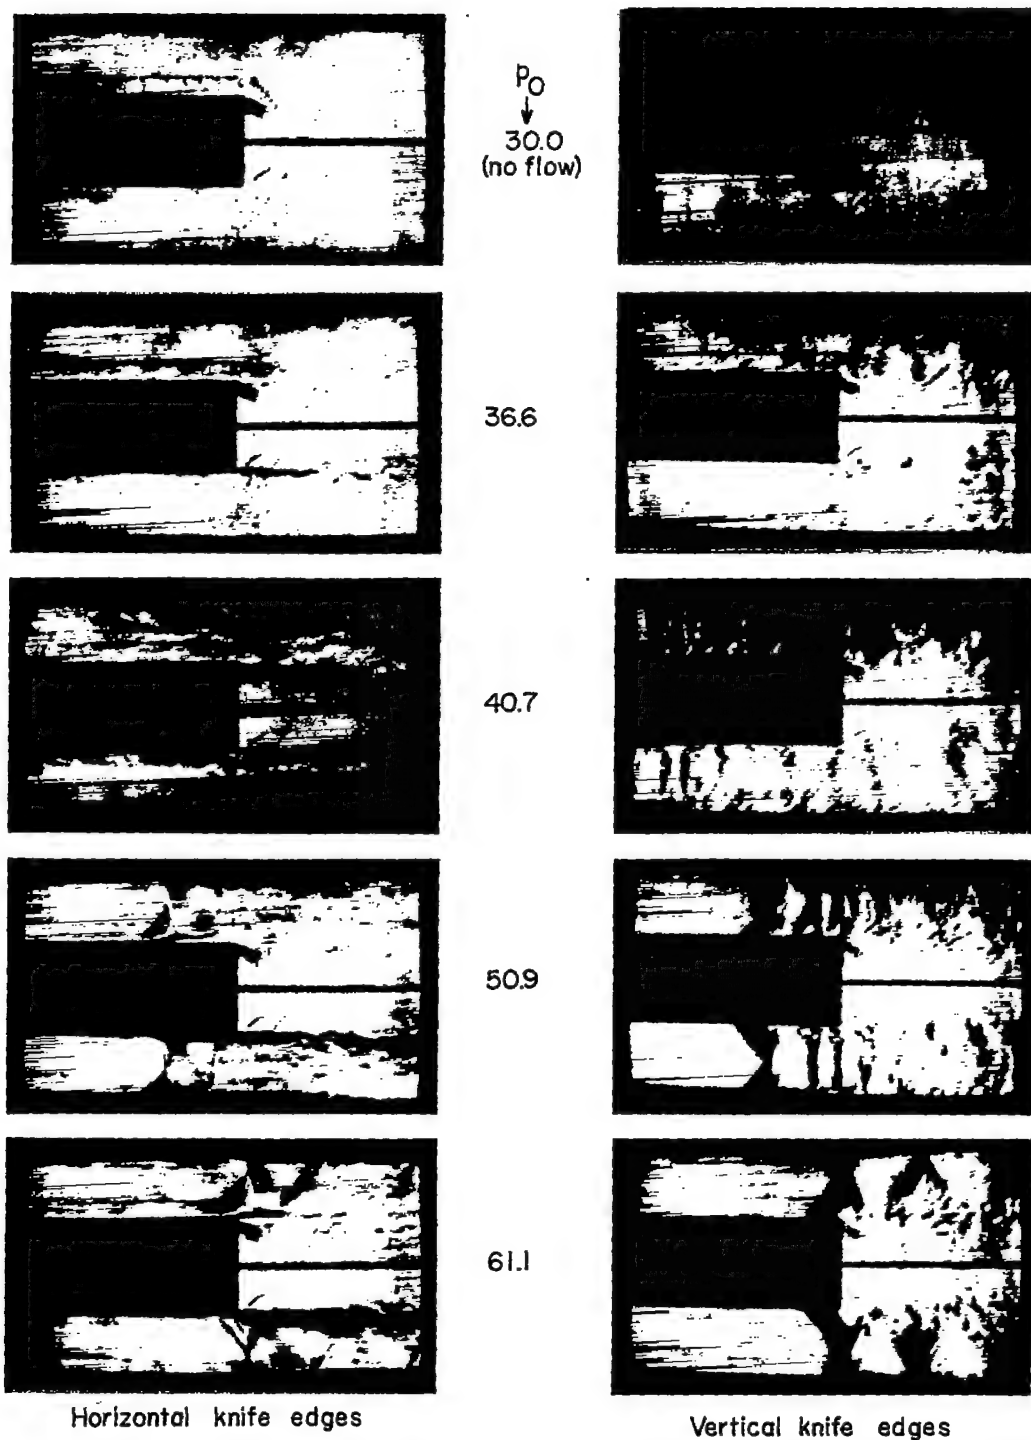 p₀
↓
30.0
(no flow)
36.6
40.7
50.9
61.1
Horizontal knife edges
Vertical knife edges